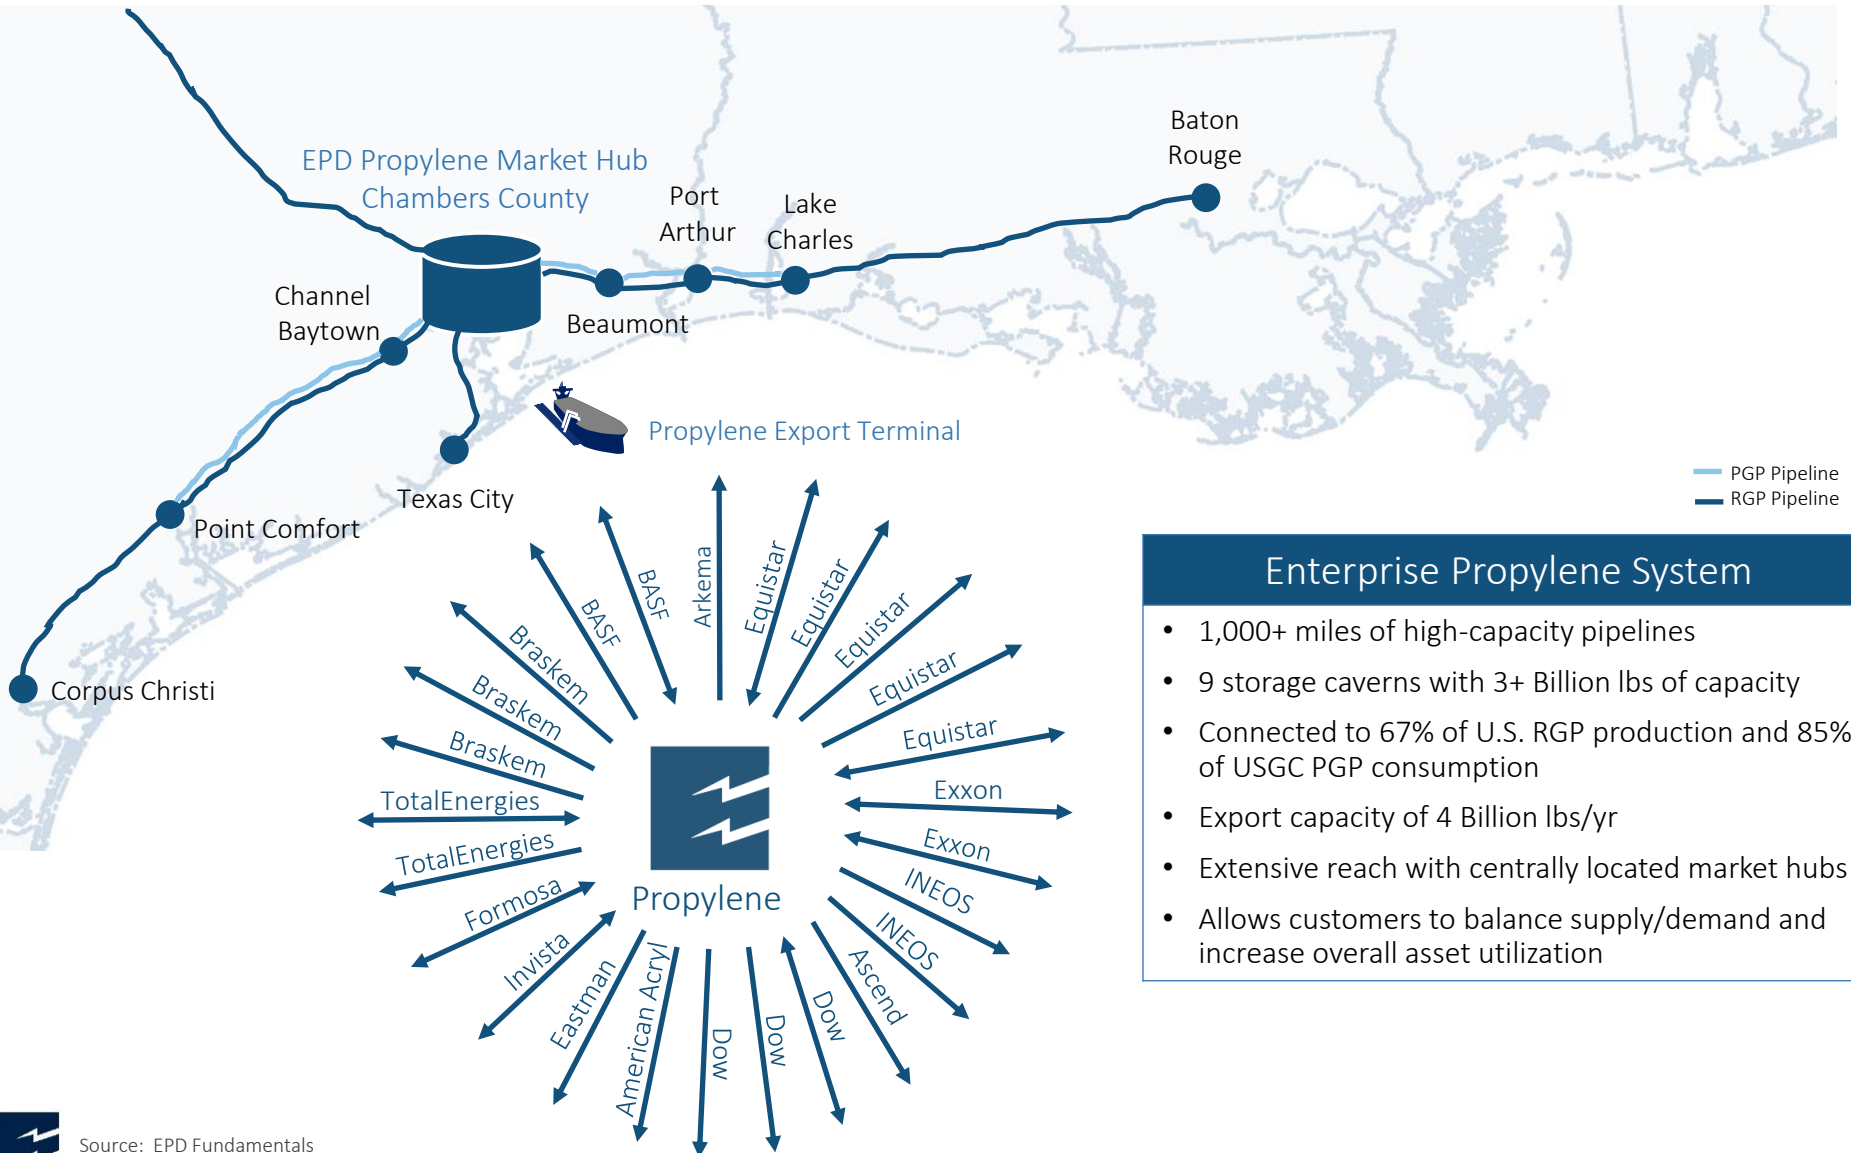 EPD Propylene Market Hub
Chambers County
Baton
Rouge
Port
Arthur
Lake
Charles
Channel
Baytown
Beaumont
Propylene Export Terminal
Texas City
Point Comfort
Corpus Christi
PGP Pipeline
RGP Pipeline
Arkema
Equistar
Equistar
Equistar
Equistar
Equistar
Exxon
Exxon
INEOS
INEOS
Ascend
Dow
Dow
Dow
American Acryl
Eastman
Invista
Formosa
TotalEnergies
TotalEnergies
Braskem
Braskem
Braskem
BASF
BASF
Propylene
Enterprise Propylene System
• 1,000+ miles of high-capacity pipelines
• 9 storage caverns with 3+ Billion lbs of capacity
• Connected to 67% of U.S. RGP production and 85%
of USGC PGP consumption
• Export capacity of 4 Billion lbs/yr
• Extensive reach with centrally located market hubs
• Allows customers to balance supply/demand and
increase overall asset utilization
Source: EPD Fundamentals